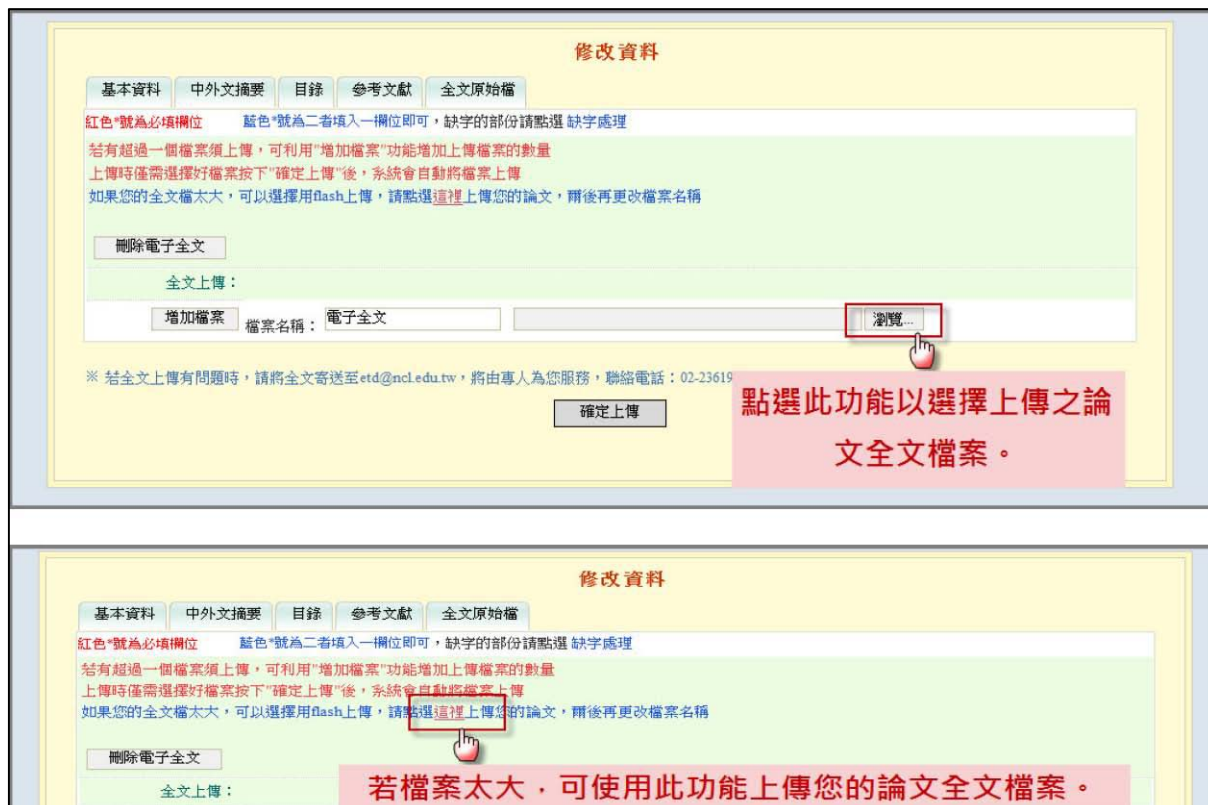 修改資料
基本資料 中外文摘要 目錄 參考文獻 全文原始檔
紅色*號為必填欄位 藍色*號為二者填入一欄位即可，缺字的部份請點選 缺字處理
若有超過一個檔案須上傳，可利用"增加檔案"功能增加上傳檔案的數量
上傳時僅需選擇好檔案按下"確定上傳"後，系統會自動將檔案上傳
如果您的全文檔太大，可以選擇用flash上傳，請點選這裡上傳您的論文，爾後再更改檔案名稱
刪除電子全文
全文上傳：
增加檔案 檔案名稱： 電子全文 瀏覽...
※ 若全文上傳有問題時，請將全文寄送至etd@ncl.edu.tw，將由專人為您服務，聯絡電話：02-23619
確定上傳
點選此功能以選擇上傳之論
文全文檔案。
修改資料
基本資料 中外文摘要 目錄 參考文獻 全文原始檔
紅色*號為必填欄位 藍色*號為二者填入一欄位即可，缺字的部份請點選 缺字處理
若有超過一個檔案須上傳，可利用"增加檔案"功能增加上傳檔案的數量
上傳時僅需選擇好檔案按下"確定上傳"後，系統會自動將檔案上傳
如果您的全文檔太大，可以選擇用flash上傳，請點選這裡上傳您的論文，爾後再更改檔案名稱
刪除電子全文
全文上傳：
若檔案太大，可使用此功能上傳您的論文全文檔案。